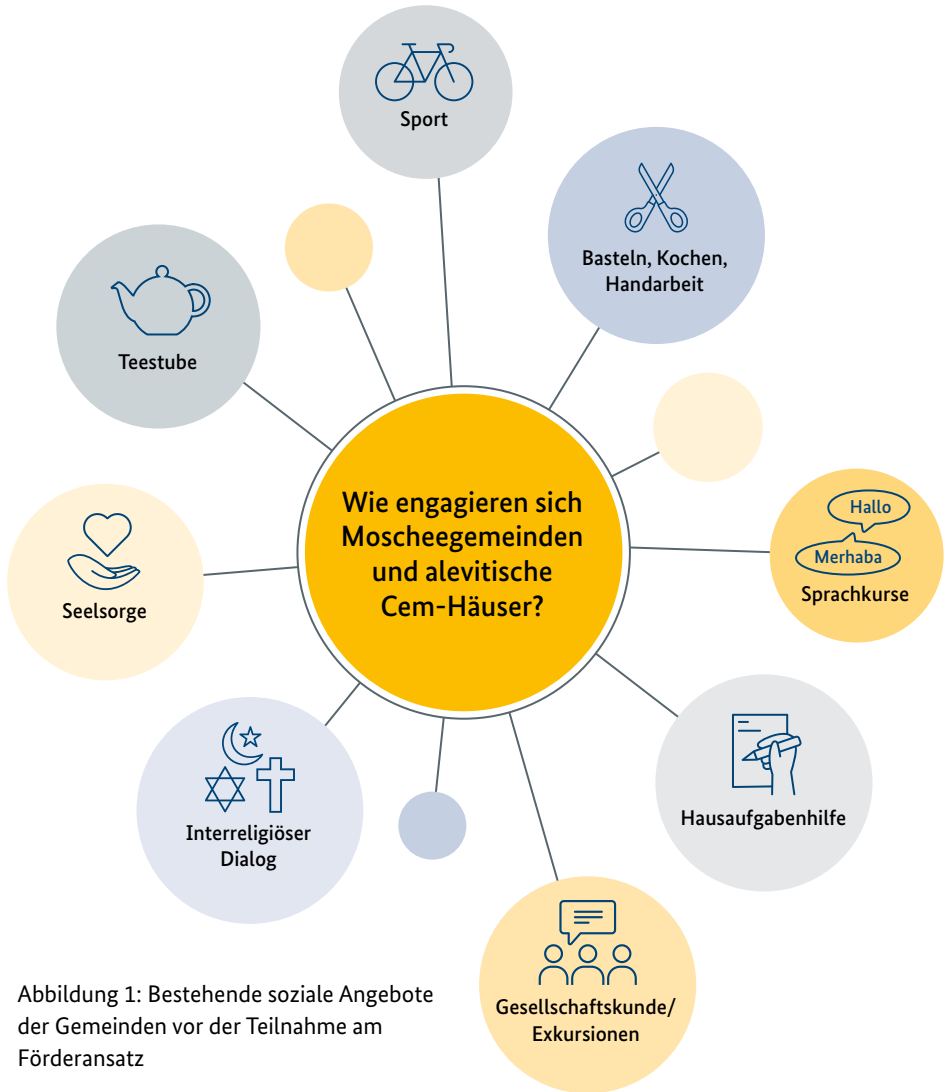 Sport
Basteln, Kochen,
Handarbeit
Teestube
Wie engagieren sich
Moscheegemeinden
und alevitische
Cem-Häuser?
Hallo
Merhaba
Sprachkurse
Seelsorge
Hausaufgabenhilfe
Interreligiöser
Dialog
Gesellschaftskunde/
Exkursionen
Abbildung 1: Bestehende soziale Angebote
der Gemeinden vor der Teilnahme am
Förderansatz